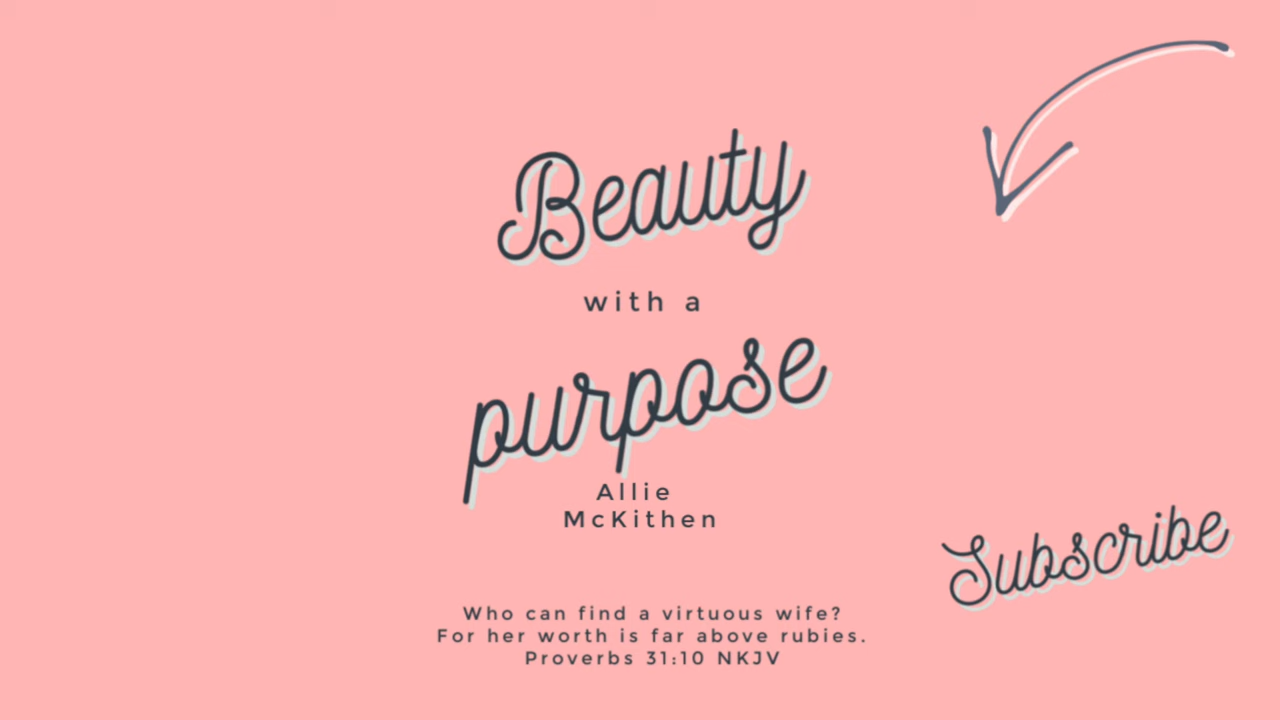 Beauty
with a
purpose
Allie
McKithen
Subscribe
Who can find a virtuous wife?
For her worth is far above rubies.
Proverbs 31:10 NKJV